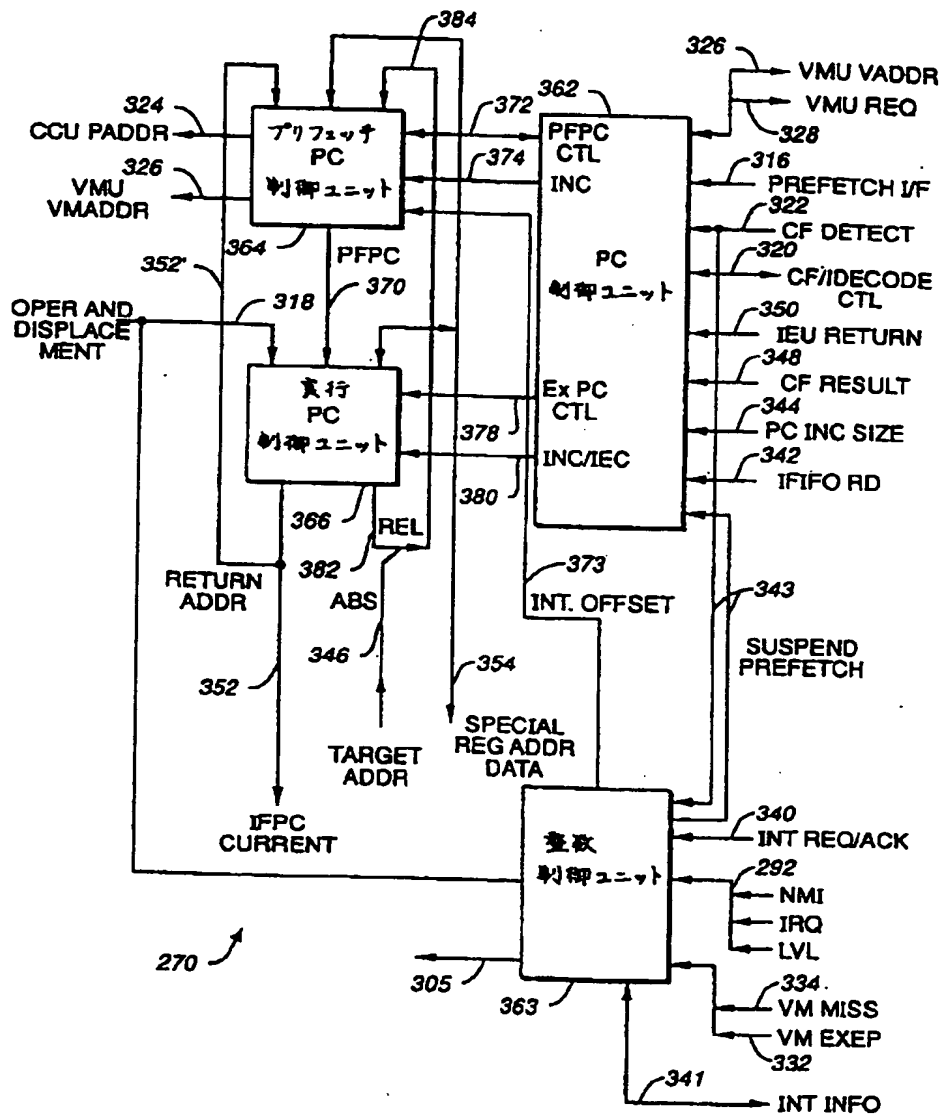 384
326
VMU VADDR
362
VMU REQ
328
324
CCU PADDR
プリフェッチ
PC
制御ユニット
372
PFPC
CTL
374
INC
316
PREFETCH I/F
326
VMU
VMADDR
322
CF DETECT
364
PFPC
352'
370
PC
制御ユニット
320
CF/IDECODE
CTL
OPER AND
DISPLACE
MENT
318
350
IEU RETURN
348
CF RESULT
実行
PC
制御ユニット
Ex PC
CTL
378
344
PC INC SIZE
INC/IEC
380
342
IFIFO RD
366
REL
382
373
RETURN
ADDR
ABS
INT. OFFSET
343
346
SUSPEND
PREFETCH
352
354
TARGET
ADDR
SPECIAL
REG ADDR
DATA
IFPC
CURRENT
340
INT REQ/ACK
制御ユニット
292
NMI
IRQ
LVL
270
305
363
334
VM MISS
VM EXEP
332
341
INT INFO